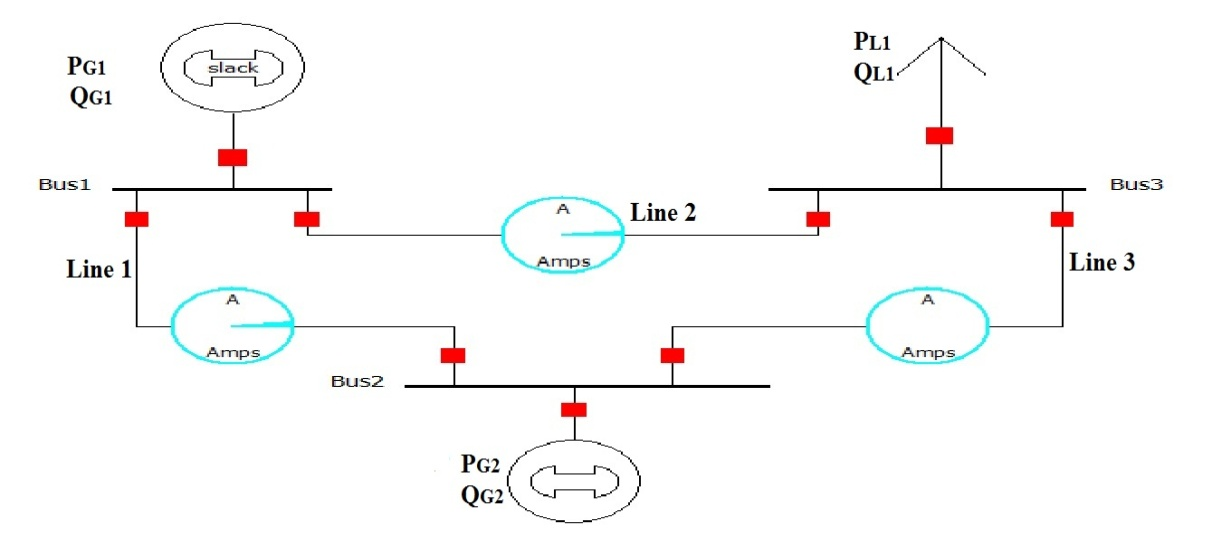 PG1
QG1
slack
PL1
QL1
Bus1
Bus3
A
Amps
Line 2
Line 1
A
Amps
Line 3
A
Amps
Bus2
PG2
QG2